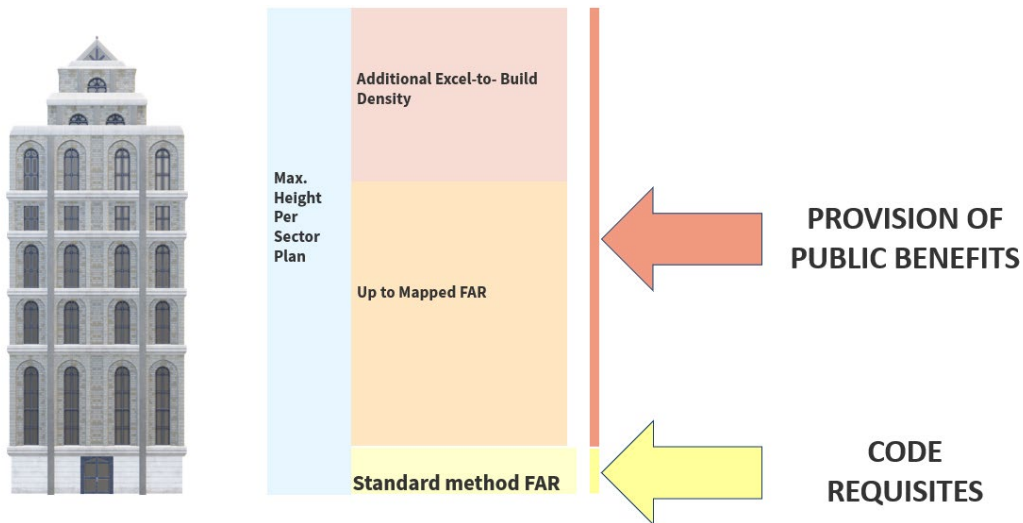 Additional Excel-to- Build
Density
Max.
Height
Per
Sector
Plan
PROVISION OF
PUBLIC BENEFITS
Up to Mapped FAR
CODE
REQUISITES
Standard method FAR